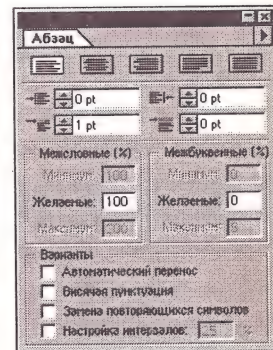 Абзац
0 pt 0 pt
1 pt 0 pt
Межсловные (%) Межбуквенные (%)
Минимум: 100 Минимум: 0
Желаемые: 100 Желаемые: 0
Максимум: 200 Максимум: 5
Варианты
Автоматический перенос
Висячая пунктуация
Замена повторяющихся символов
Настройка интервалов: %